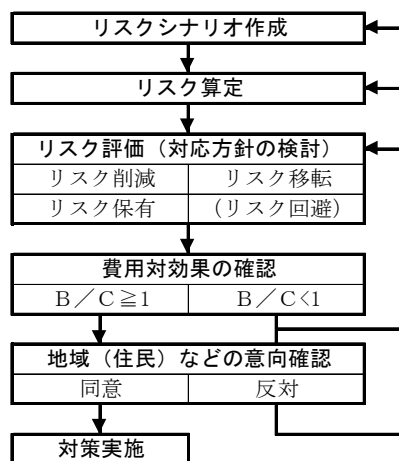 リスクシナリオ作成
リスク算定
リスク評価（対応方針の検討）
リスク削減 リスク移転
リスク保有 (リスク回避)
費用対効果の確認
B／C≧1 B／C<1
地域（住民）などの意向確認
同意 反対
対策実施